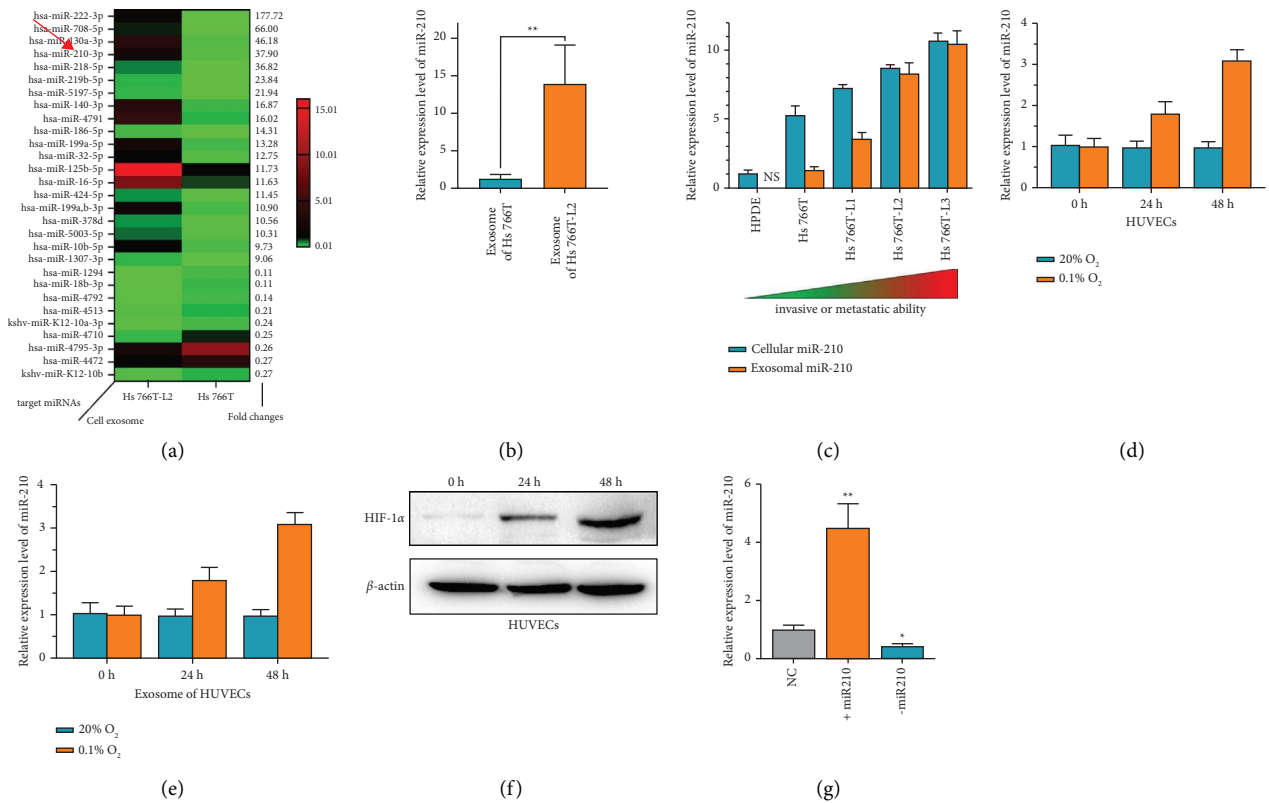 hsa-miR-222-3p 177.72
hsa-miR-708-5p 66.00
hsa-miR-130a-3p 46.18
hsa-miR-210-3p 37.90
hsa-miR-218-5p 36.82
hsa-miR-219b-5p 23.84
hsa-miR-5197-5p 21.94
hsa-miR-140-3p 16.87
hsa-miR-4791 16.02
hsa-miR-186-5p 14.31
hsa-miR-199a-5p 13.28
hsa-miR-32-5p 12.75
hsa-miR-125b-5p 11.73
hsa-miR-16-5p 11.63
hsa-miR-424-5p 11.45
hsa-miR-199a,b-3p 10.90
hsa-miR-378d 10.56
hsa-miR-5003-5p 10.31
hsa-miR-10b-5p 9.73
hsa-miR-1307-3p 9.06
hsa-miR-1294 0.11
hsa-miR-18b-3p 0.11
hsa-miR-4792 0.14
hsa-miR-4513 0.21
kshv-miR-K12-10a-3p 0.24
hsa-miR-4710 0.25
hsa-miR-4795-3p 0.26
hsa-miR-4472 0.27
kshv-miR-K12-10b 0.27
15.01
10.01
5.01
0.01
target miRNAs
Hs 766T-L2 Hs 766T
Cell exosome
Fold changes
(a)
Relative expression level of miR-210
20
15
10
5
0
**
Exosome
of Hs 766T
Exosome
of Hs 766T-L2
(b)
Relative expression level of miR-210
10
5
0
NS
HPDE
Hs 766T
Hs 766T-L1
Hs 766T-L2
Hs 766T-L3
invasive or metastatic ability
Cellular miR-210
Exosomal miR-210
(c)
Relative expression level of miR-210
4
3
2
1
0
0 h 24 h 48 h
HUVECs
20% O₂
0.1% O₂
(d)
Relative expression level of miR-210
4
3
2
1
0
0 h 24 h 48 h
Exosome of HUVECs
20% O₂
0.1% O₂
(e)
0 h 24 h 48 h
HIF-1α
β-actin
HUVECs
(f)
Relative expression level of miR-210
6
4
2
0
**
*
NC
+ miR210
-miR210
(g)